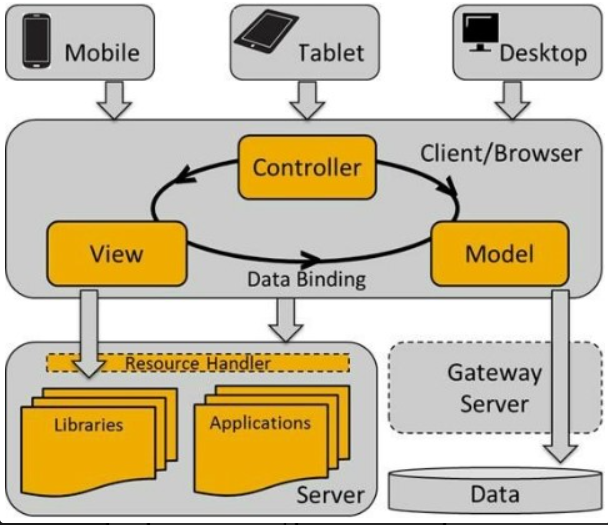 Mobile
Tablet
Desktop
Client/Browser
Controller
View
Model
Data Binding
Resource Handler
Libraries
Applications
Server
Gateway
Server
Data